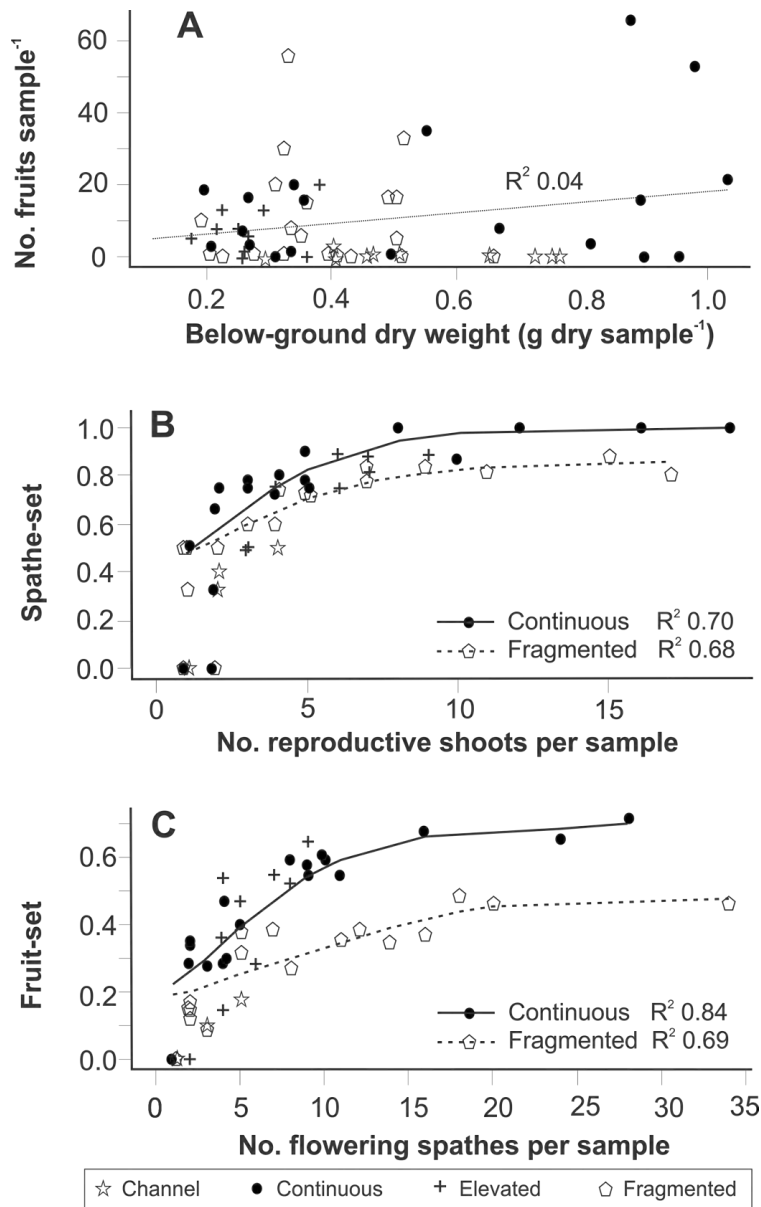 A
60
40
20
0
No. fruits sample⁻¹
R² 0.04
0.2 0.4 0.6 0.8 1.0
Below-ground dry weight (g dry sample⁻¹)
B
1.0
0.8
0.6
0.4
0.2
0.0
Spathe-set
Continuous R² 0.70
Fragmented R² 0.68
0 5 10 15
No. reproductive shoots per sample
C
0.6
0.4
0.2
0.0
Fruit-set
Continuous R² 0.84
Fragmented R² 0.69
0 5 10 15 20 25 30 35
No. flowering spathes per sample
Channel Continuous Elevated Fragmented